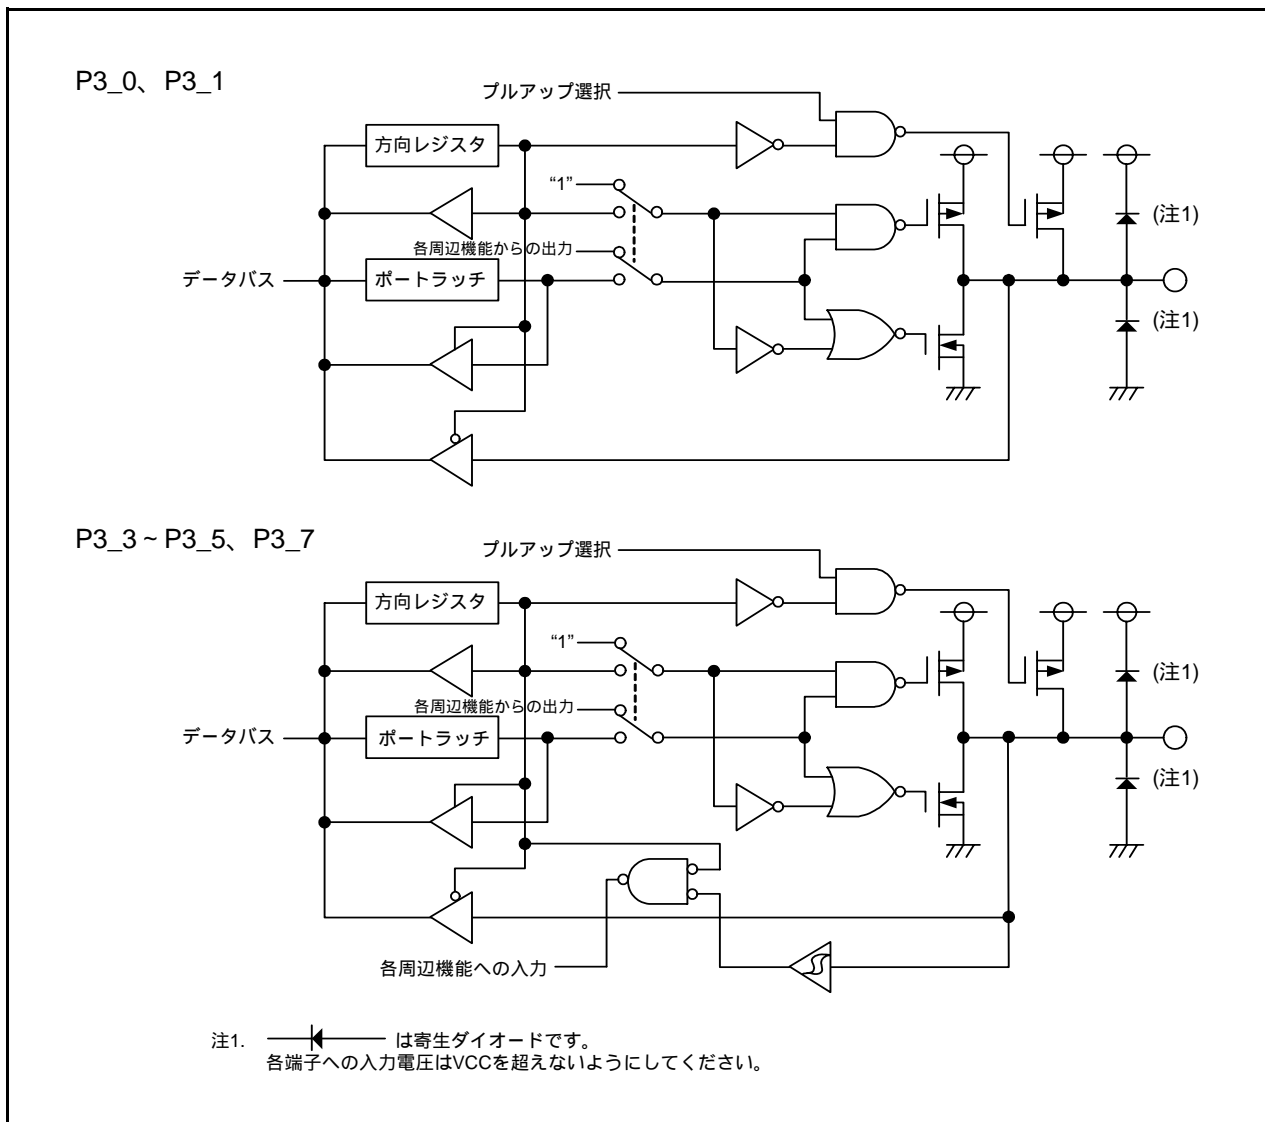 P3_0、P3_1
プルアップ選択
方向レジスタ
“1”
(注1)
各周辺機能からの出力
データバス
ポートラッチ
(注1)
P3_3 ~ P3_5、P3_7
プルアップ選択
方向レジスタ
“1”
(注1)
各周辺機能からの出力
データバス
ポートラッチ
(注1)
各周辺機能への入力
注1. は寄生ダイオードです。
各端子への入力電圧はVCCを超えないようにしてください。